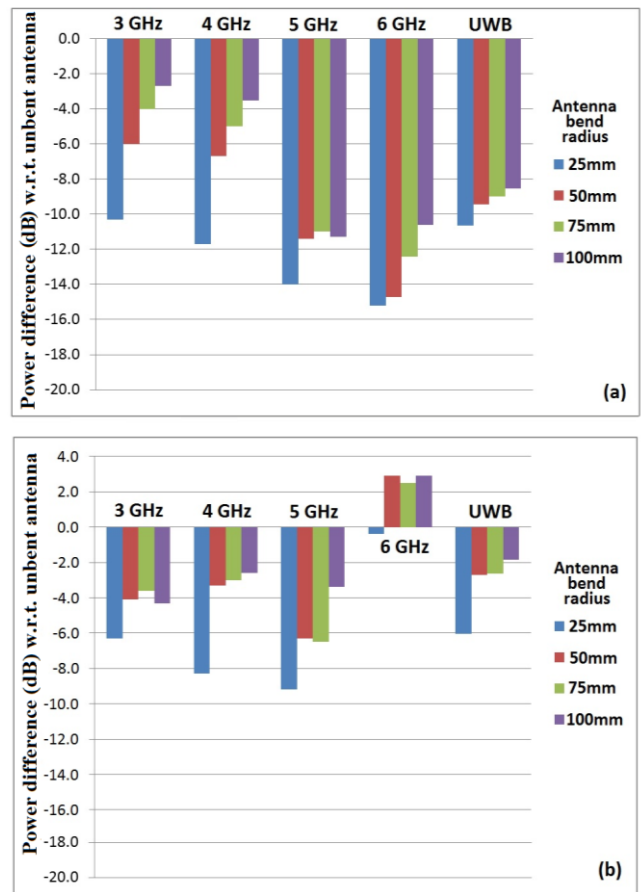 3 GHz 4 GHz 5 GHz 6 GHz UWB
0.0
-2.0
-4.0
-6.0
-8.0
-10.0
-12.0
-14.0
-16.0
-18.0
-20.0
Power difference (dB) w.r.t. unbent antenna
Antenna
bend
radius
25mm
50mm
75mm
100mm
(a)
4.0
2.0
0.0
-2.0
-4.0
-6.0
-8.0
-10.0
-12.0
-14.0
-16.0
-18.0
-20.0
Power difference (dB) w.r.t. unbent antenna
3 GHz 4 GHz 5 GHz UWB
6 GHz
Antenna
bend
radius
25mm
50mm
75mm
100mm
(b)